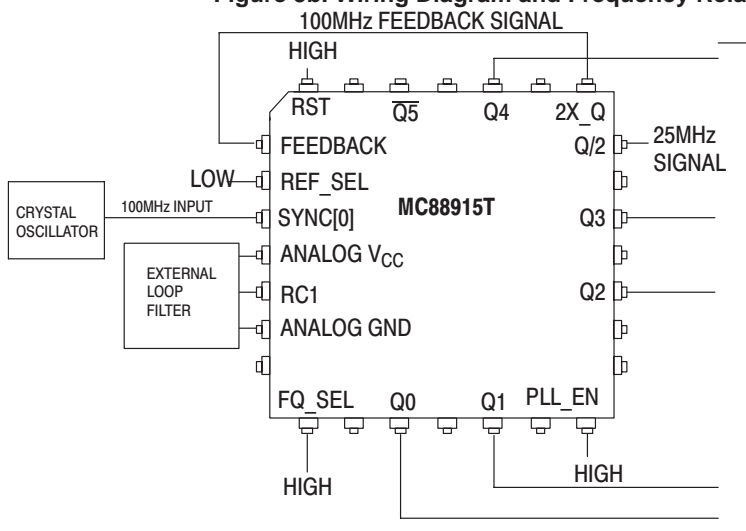 Figure 3b. Wiring Diagram and Frequency Rela
100MHz FEEDBACK SIGNAL
HIGH
RST
Q5
Q4
2X_Q
FEEDBACK
Q/2
25MHz
SIGNAL
LOW
REF_SEL
CRYSTAL
OSCILLATOR
100MHz INPUT
SYNC[0]
MC88915T
Q3
ANALOG VCC
EXTERNAL
LOOP
FILTER
RC1
Q2
ANALOG GND
FQ_SEL
Q0
Q1
PLL_EN
HIGH
HIGH